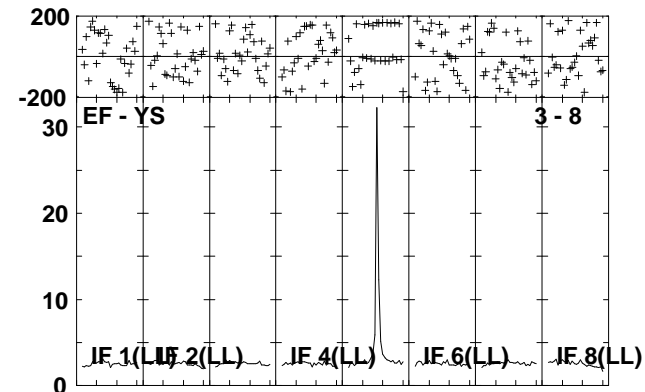 200
-200
EF - YS
3 - 8
30
20
10
0
IF 1(LL)
IF 2(LL)
IF 4(LL)
IF 6(LL)
IF 8(LL)